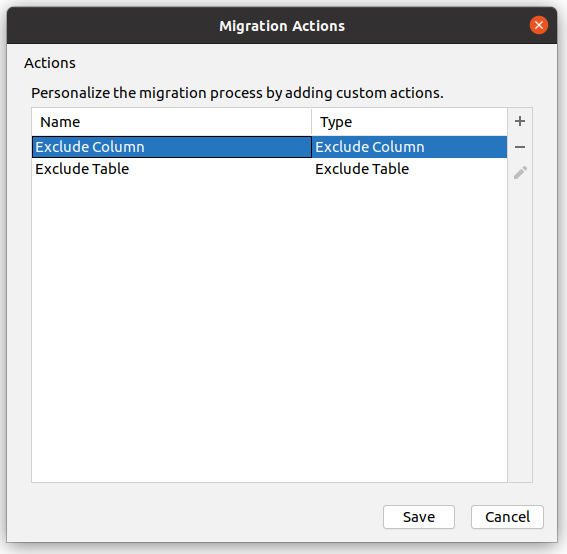 Migration Actions
Actions
Personalize the migration process by adding custom actions.
Name Type
Exclude Column Exclude Column
Exclude Table Exclude Table
Save Cancel